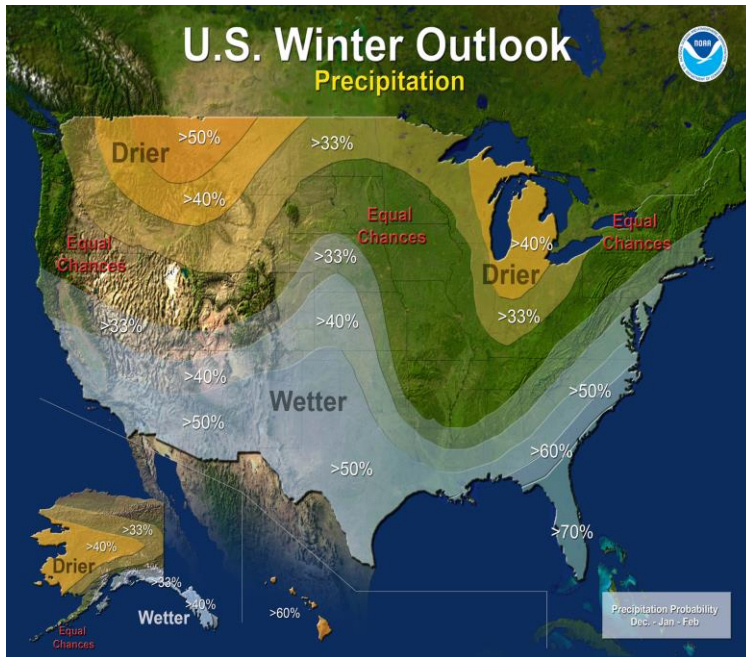 U.S. Winter Outlook
Precipitation
NOAA
>50%
>33%
Drier
>40%
Equal
Chances
Equal
Chances
Equal
Chances
>40%
>33%
Drier
>33%
>40%
>33%
>40%
Wetter
>50%
>50%
>50%
>60%
>70%
>33%
>40%
Drier
>33%
>40%
Wetter
Equal
Chances
>60%
Precipitation Probability
Dec. - Jan - Feb